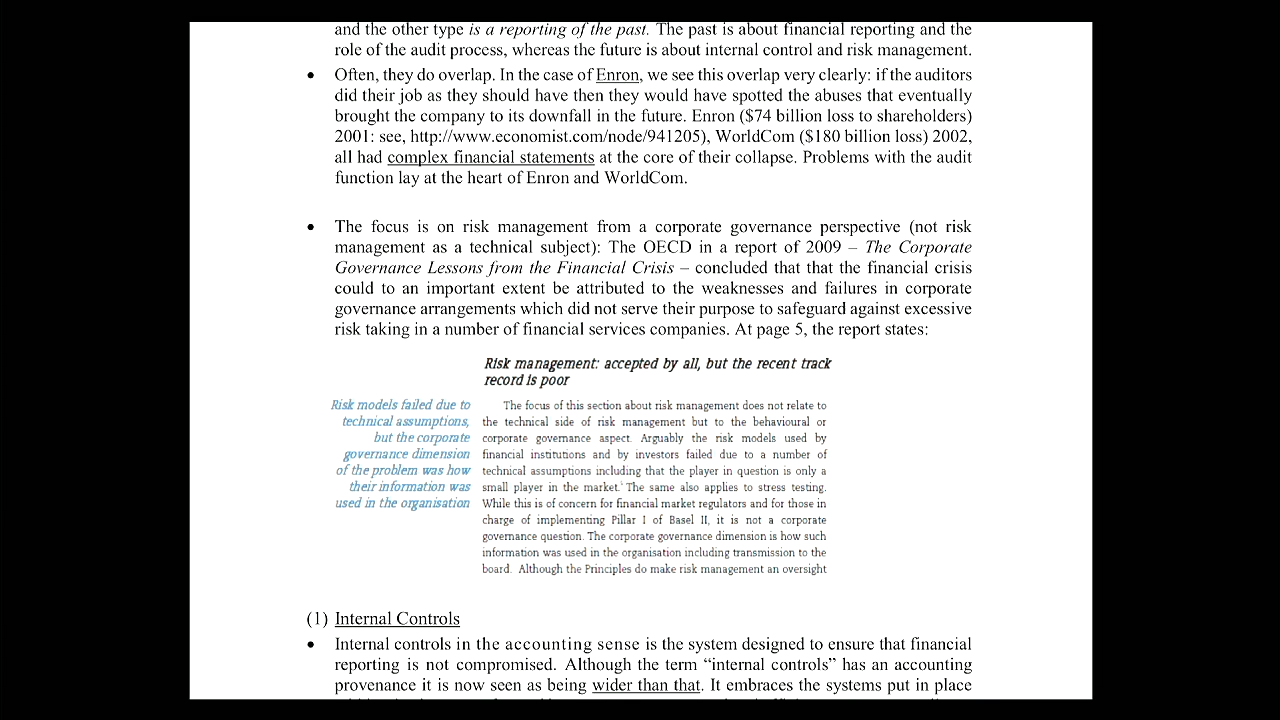 and the other type is a reporting of the past. The past is about financial reporting and the
role of the audit process, whereas the future is about internal control and risk management.
• Often, they do overlap. In the case of Enron, we see this overlap very clearly: if the auditors
did their job as they should have then they would have spotted the abuses that eventually
brought the company to its downfall in the future. Enron ($74 billion loss to shareholders)
2001: see, http://www.economist.com/node/941205), WorldCom ($180 billion loss) 2002,
all had complex financial statements at the core of their collapse. Problems with the audit
function lay at the heart of Enron and WorldCom.
• The focus is on risk management from a corporate governance perspective (not risk
management as a technical subject): The OECD in a report of 2009 – The Corporate
Governance Lessons from the Financial Crisis – concluded that that the financial crisis
could to an important extent be attributed to the weaknesses and failures in corporate
governance arrangements which did not serve their purpose to safeguard against excessive
risk taking in a number of financial services companies. At page 5, the report states:
Risk management: accepted by all, but the recent track
record is poor
Risk models failed due to
technical assumptions,
but the corporate
governance dimension
of the problem was how
their information was
used in the organisation
The focus of this section about risk management does not relate to
the technical side of risk management but to the behavioural or
corporate governance aspect. Arguably the risk models used by
financial institutions and by investors failed due to a number of
technical assumptions including that the player in question is only a
small player in the market. The same also applies to stress testing.
While this is of concern for financial market regulators and for those in
charge of implementing Pillar I of Basel II, it is not a corporate
governance question. The corporate governance dimension is how such
information was used in the organisation including transmission to the
board. Although the Principles do make risk management an oversight
(1) Internal Controls
• Internal controls in the accounting sense is the system designed to ensure that financial
reporting is not compromised. Although the term “internal controls” has an accounting
provenance it is now seen as being wider than that. It embraces the systems put in place